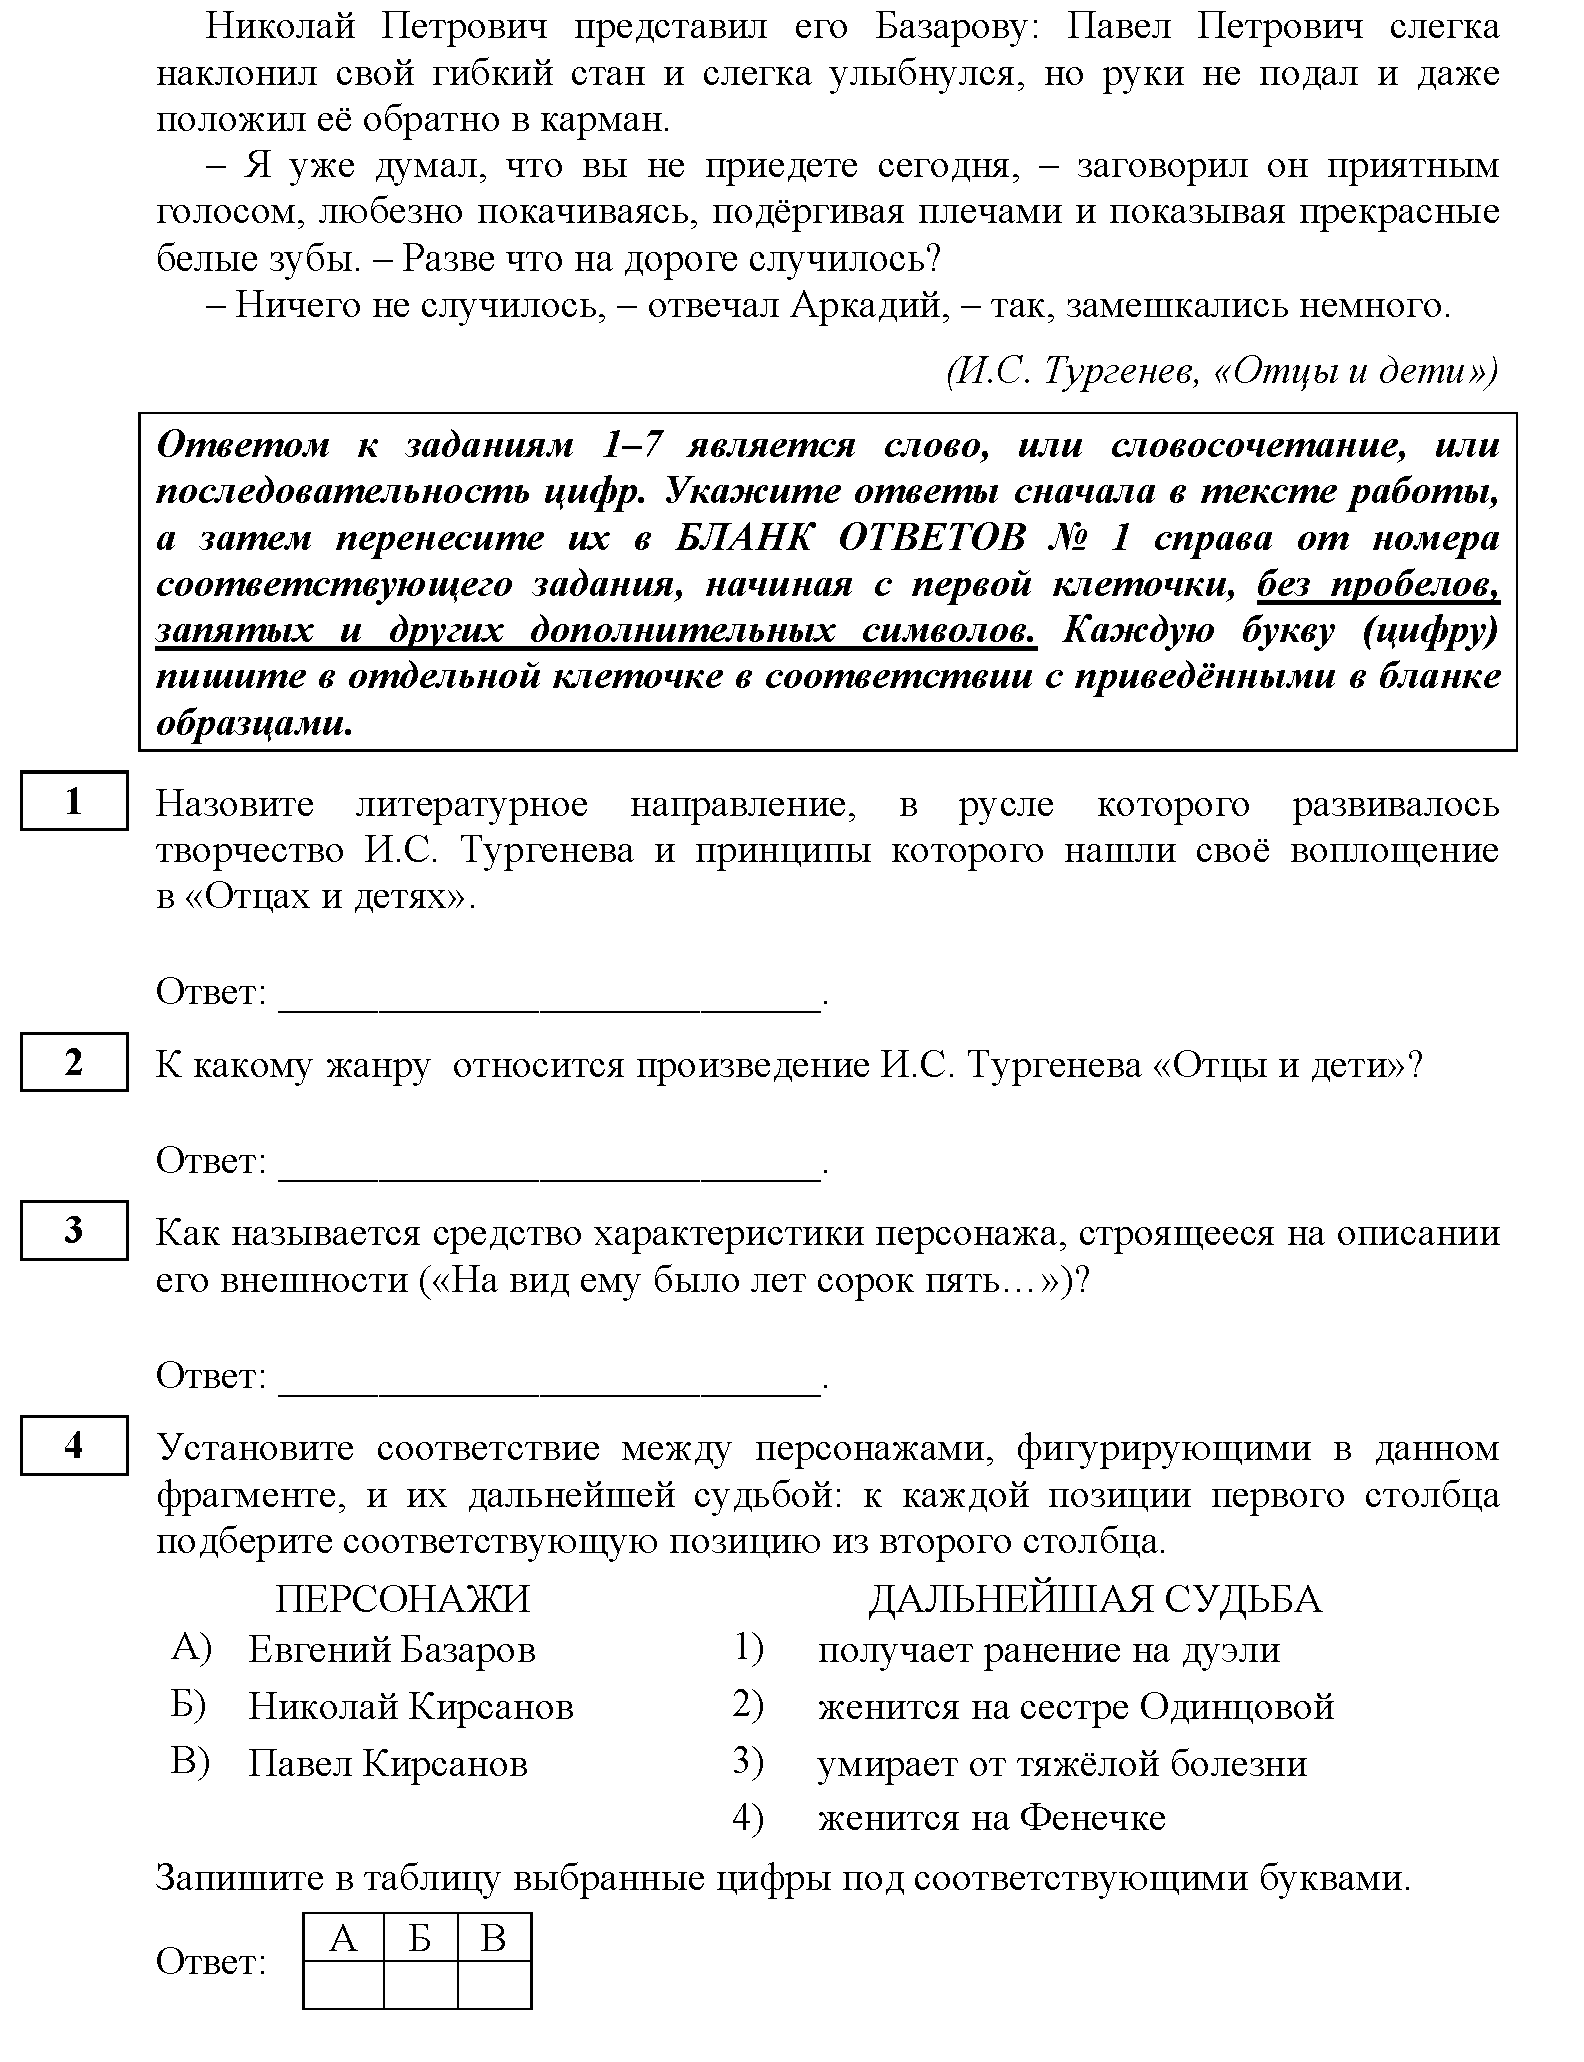 Николай Петрович представил его Базарову: Павел Петрович слегка
наклонил свой гибкий стан и слегка улыбнулся, но руки не подал и даже
положил её обратно в карман.
– Я уже думал, что вы не приедете сегодня, – заговорил он приятным
голосом, любезно покачиваясь, подёргивая плечами и показывая прекрасные
белые зубы. – Разве что на дороге случилось?
– Ничего не случилось, – отвечал Аркадий, – так, замешкались немного.
(И.С. Тургенев, «Отцы и дети»)
Ответом к заданиям 1–7 является слово, или словосочетание, или
последовательность цифр. Укажите ответы сначала в тексте работы,
а затем перенесите их в БЛАНК ОТВЕТОВ № 1 справа от номера
соответствующего задания, начиная с первой клеточки, без пробелов,
запятых и других дополнительных символов. Каждую букву (цифру)
пишите в отдельной клеточке в соответствии с приведёнными в бланке
образцами.
1 Назовите литературное направление, в русле которого развивалось
творчество И.С. Тургенева и принципы которого нашли своё воплощение
в «Отцах и детях».
Ответ: ___________________________.
2 К какому жанру относится произведение И.С. Тургенева «Отцы и дети»?
Ответ: ___________________________.
3 Как называется средство характеристики персонажа, строящееся на описании
его внешности («На вид ему было лет сорок пять…»)?
Ответ: ___________________________.
4 Установите соответствие между персонажами, фигурирующими в данном
фрагменте, и их дальнейшей судьбой: к каждой позиции первого столбца
подберите соответствующую позицию из второго столбца.
ПЕРСОНАЖИ ДАЛЬНЕЙШАЯ СУДЬБА
А) Евгений Базаров 1) получает ранение на дуэли
Б) Николай Кирсанов 2) женится на сестре Одинцовой
В) Павел Кирсанов 3) умирает от тяжёлой болезни
4) женится на Фенечке
Запишите в таблицу выбранные цифры под соответствующими буквами.
А Б В
Ответ: